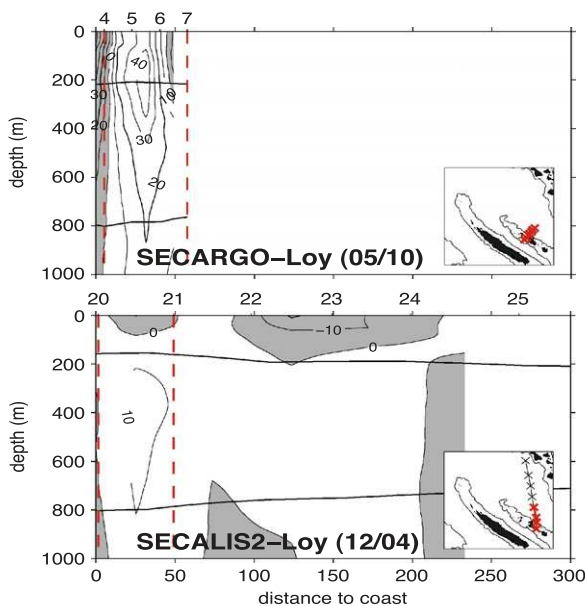 4 5 6 7
0
200
400
600
800
1000
depth (m)
0
40
30
10
20
30
20
SECARGO–Loy (05/10)
20 21 22 23 24 25
0
200
400
600
800
1000
depth (m)
0
−10
0
10
SECALIS2–Loy (12/04)
0 50 100 150 200 250 300
distance to coast